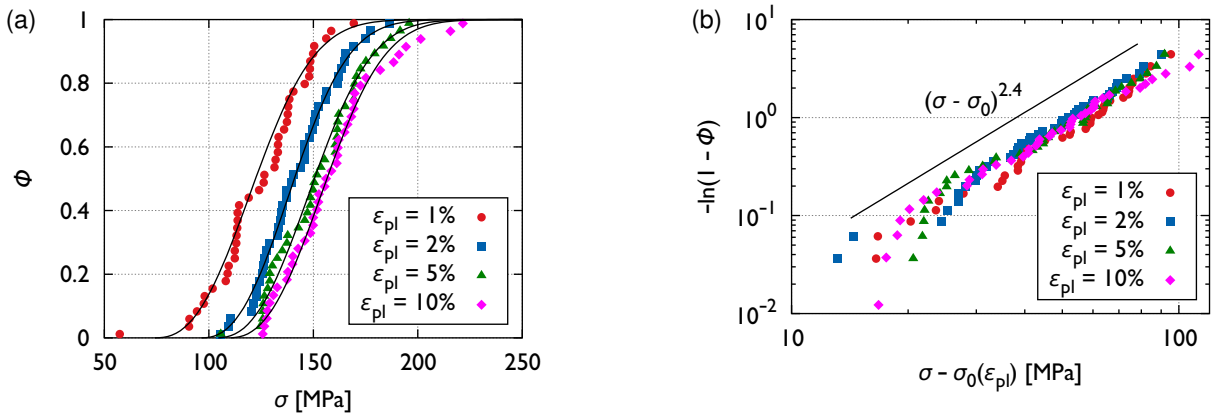 (a)
1
0.8
0.6
0.4
0.2
0
Φ
50
100
150
200
250
σ [MPa]
ε_pl = 1%
ε_pl = 2%
ε_pl = 5%
ε_pl = 10%
(b)
10^1
10^0
10^-1
10^-2
-ln(1 - Φ)
(σ - σ_0)^2.4
ε_pl = 1%
ε_pl = 2%
ε_pl = 5%
ε_pl = 10%
10
100
σ - σ_0(ε_pl) [MPa]